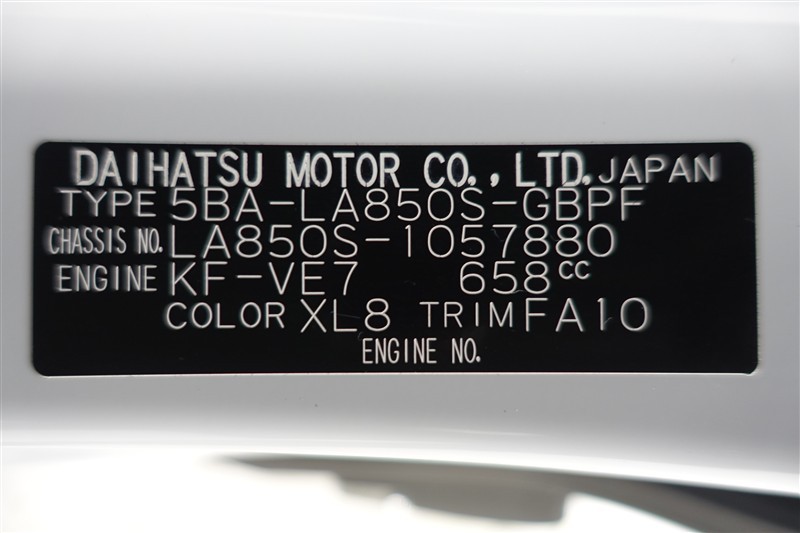 DAIHATSU MOTOR CO., LTD. JAPAN
TYPE 5BA-LA850S-GBPF
CHASSIS NO. LA850S-1057880
ENGINE KF-VE7 658cc
COLOR XL8 TRIM FA10
ENGINE NO.